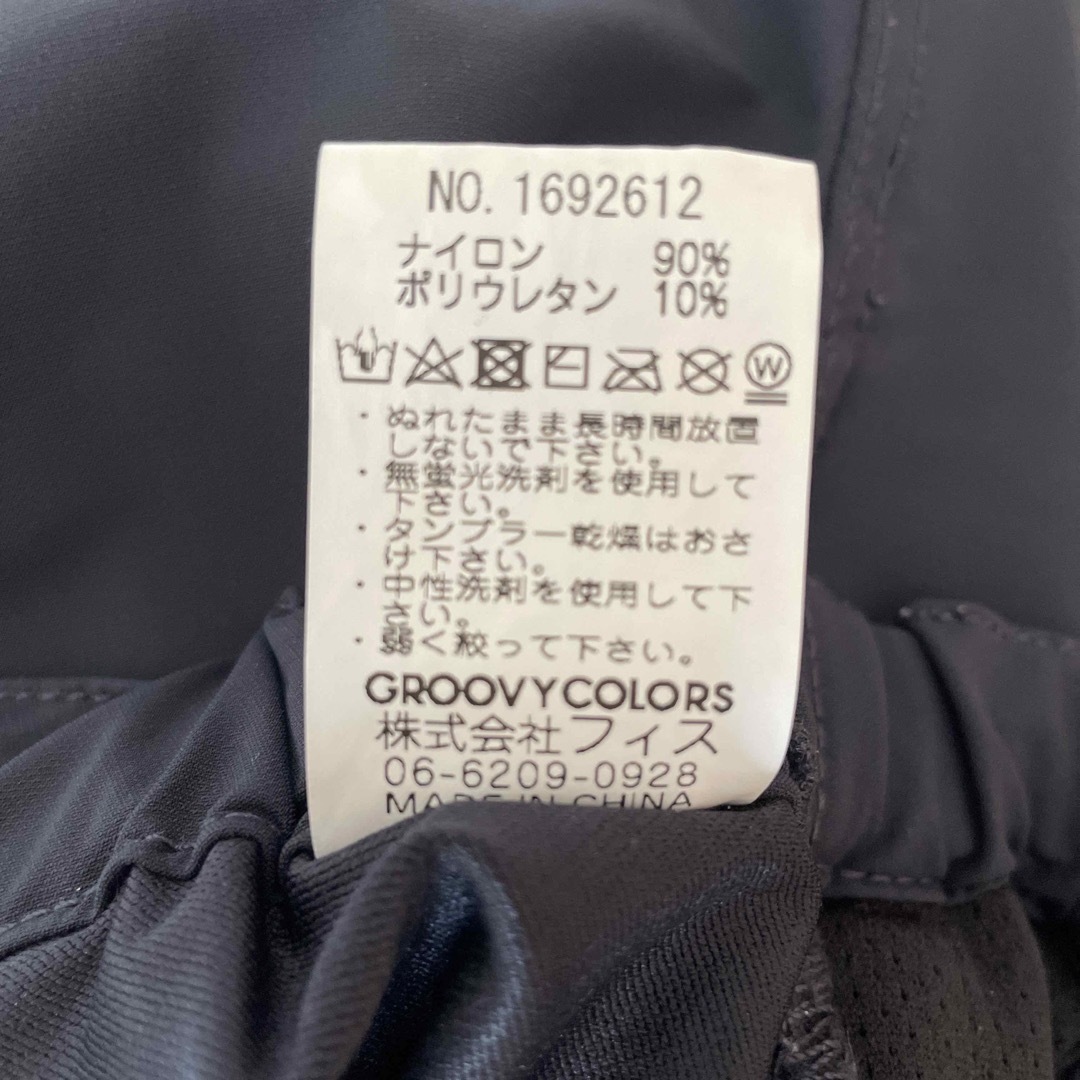 NO. 1692612
ナイロン 90%
ポリウレタン 10%
W
・ぬれたまま長時間放置
しないで下さい。
・無蛍光洗剤を使用して
下さい。
・タンブラー乾燥はおさ
け下さい。
・中性洗剤を使用して下
さい。
・弱く絞って下さい。
GROOVYCOLORS
株式会社フィス
06-6209-0928
MADE IN CHINA